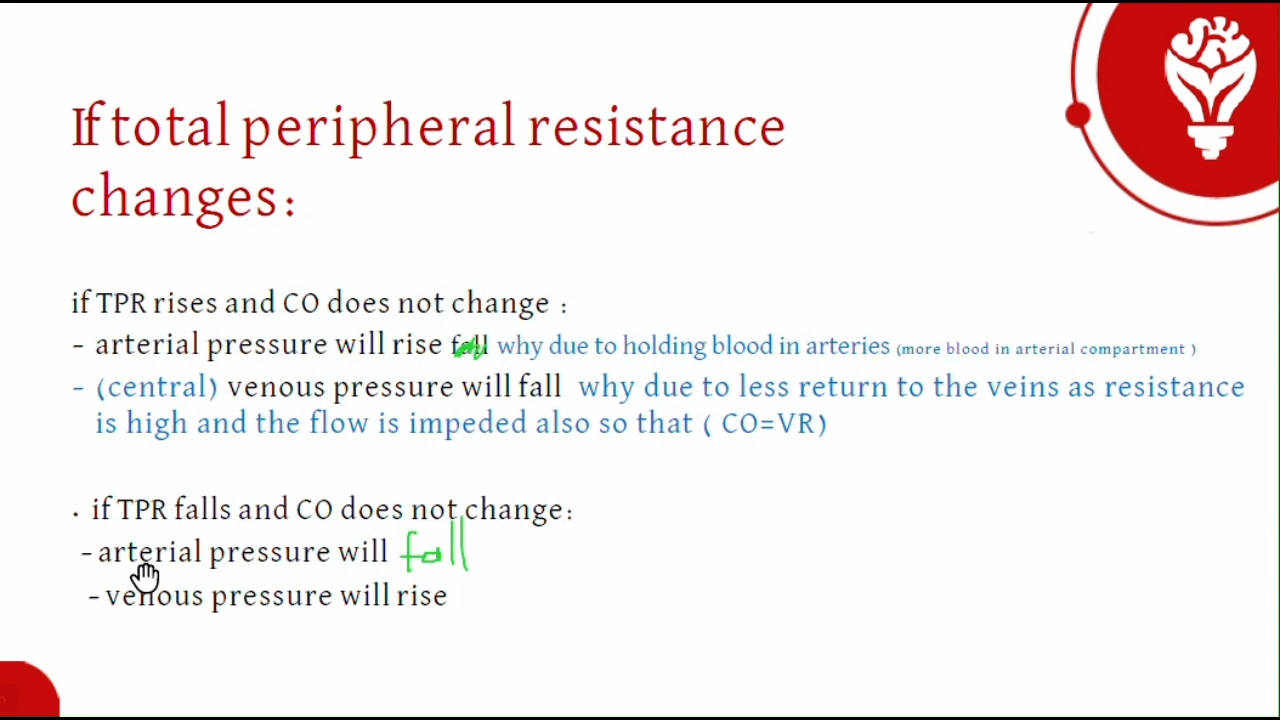 If total peripheral resistance
changes:
if TPR rises and CO does not change :
- arterial pressure will rise fall why due to holding blood in arteries (more blood in arterial compartment )
- (central) venous pressure will fall why due to less return to the veins as resistance
is high and the flow is impeded also so that ( CO=VR)
· if TPR falls and CO does not change:
- arterial pressure will fall
- venous pressure will rise